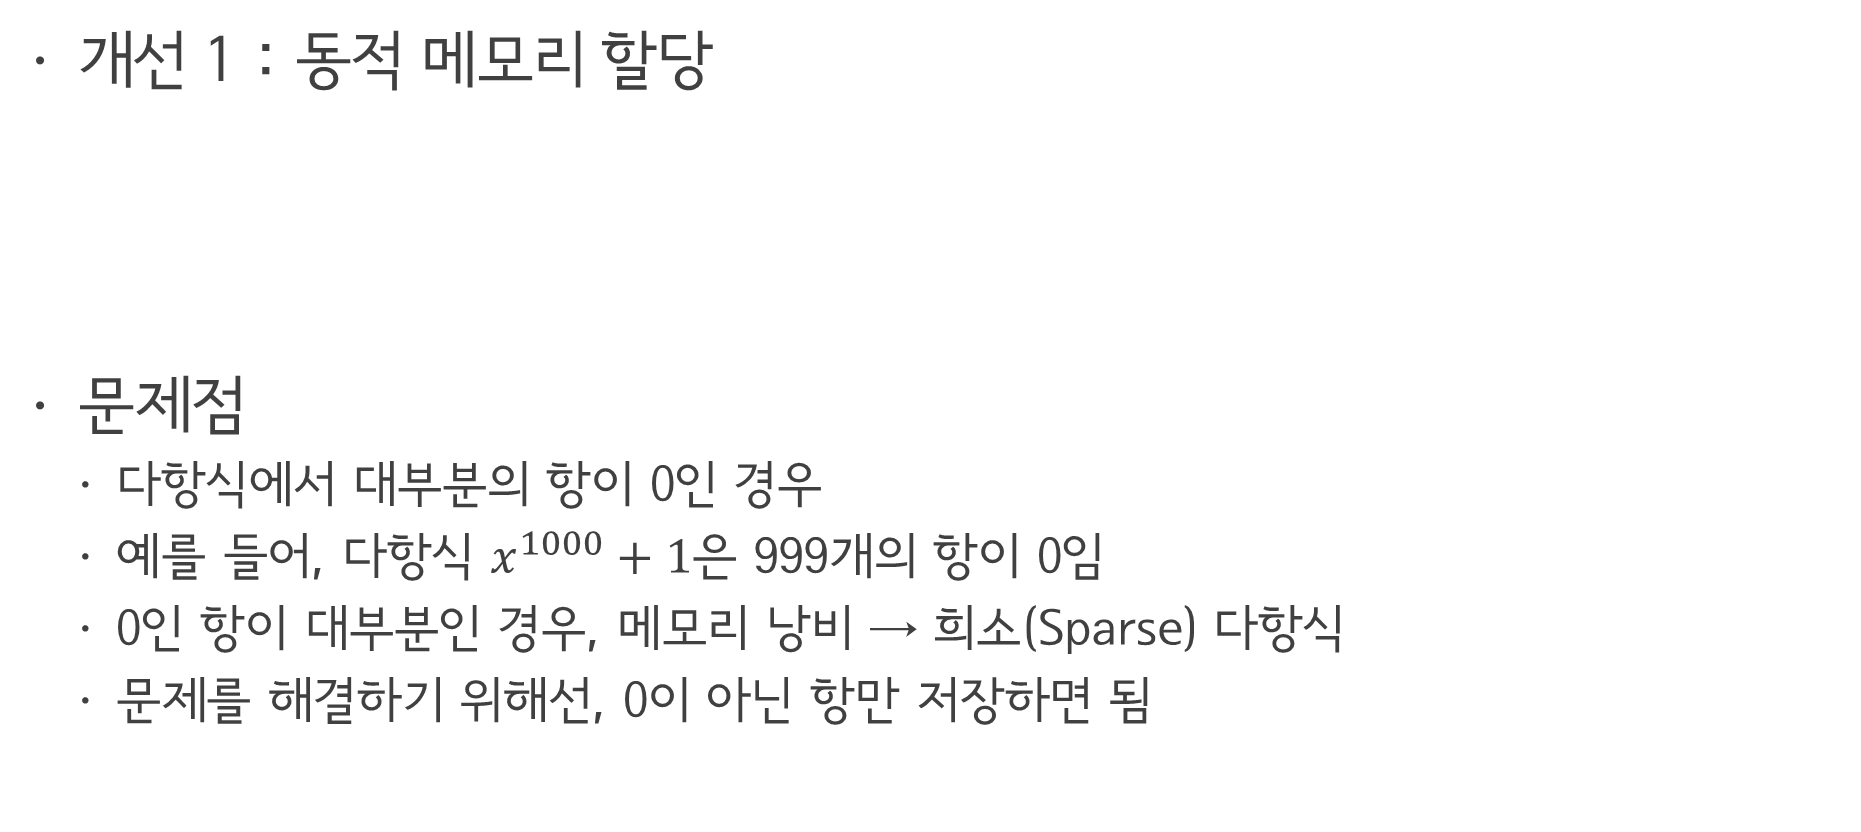 · 개선 1 : 동적 메모리 할당
· 문제점
· 다항식에서 대부분의 항이 0인 경우
· 예를 들어, 다항식 x¹⁰⁰⁰ + 1은 999개의 항이 0임
· 0인 항이 대부분인 경우, 메모리 낭비 → 희소(Sparse) 다항식
· 문제를 해결하기 위해선, 0이 아닌 항만 저장하면 됨